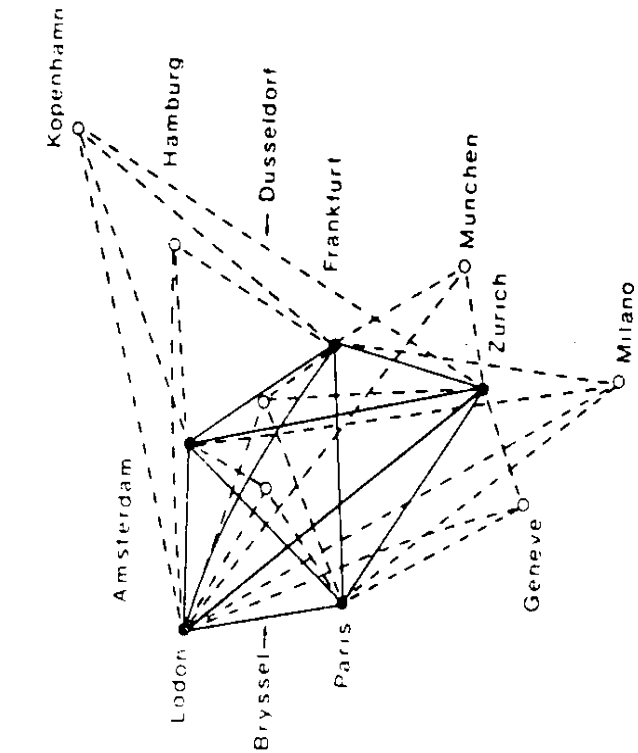 Kopenhamn
Hamburg
Dusseldorf
Frankfurt
Munchen
Zurich
Milano
Amsterdam
Geneve
Lodon
Bryssel
Paris